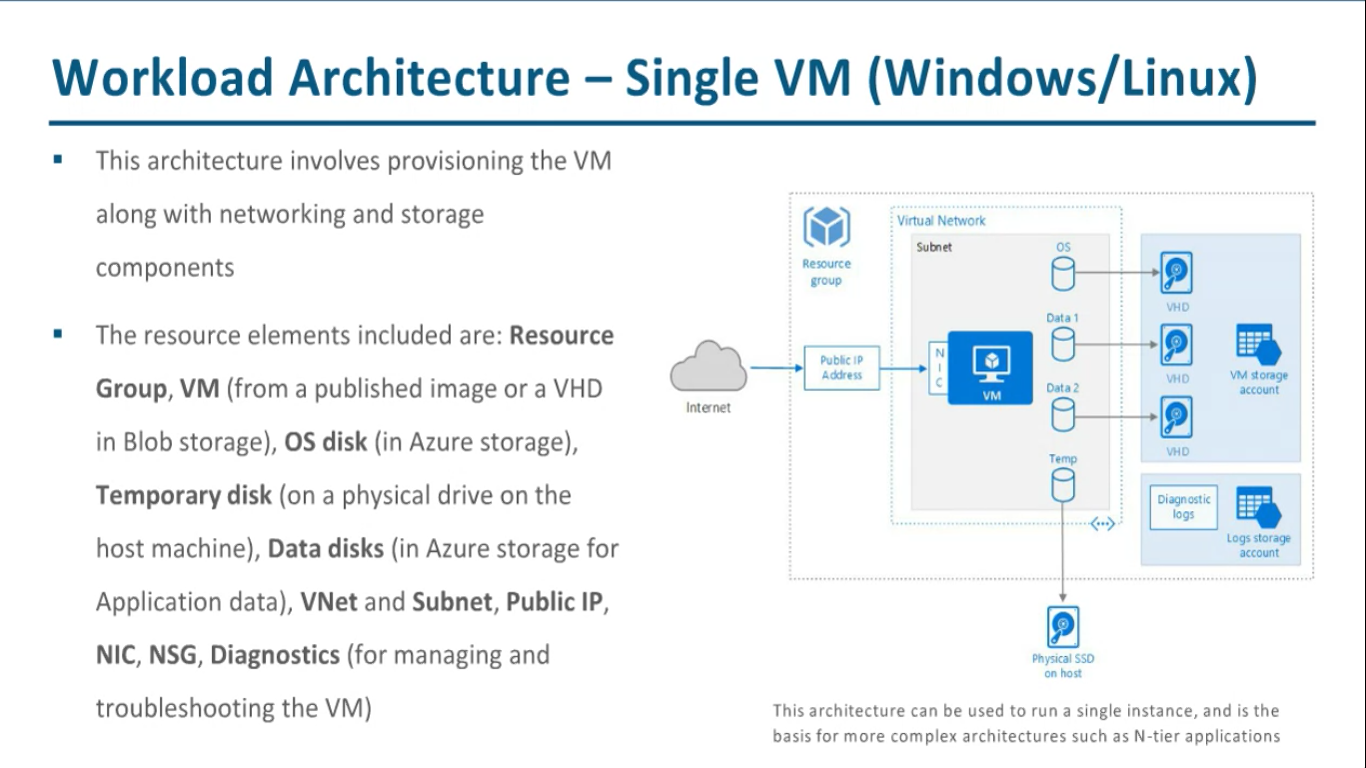 Workload Architecture – Single VM (Windows/Linux)
This architecture involves provisioning the VM
along with networking and storage
components
The resource elements included are: Resource
Group, VM (from a published image or a VHD
in Blob storage), OS disk (in Azure storage),
Temporary disk (on a physical drive on the
host machine), Data disks (in Azure storage for
Application data), VNet and Subnet, Public IP,
NIC, NSG, Diagnostics (for managing and
troubleshooting the VM)
Internet
Resource
group
Public IP
Address
Virtual Network
Subnet
N
I
C
VM
OS
Data 1
Data 2
Temp
VHD
VHD
VHD
VM storage
account
Diagnostic
logs
Logs storage
account
Physical SSD
on host
This architecture can be used to run a single instance, and is the
basis for more complex architectures such as N-tier applications